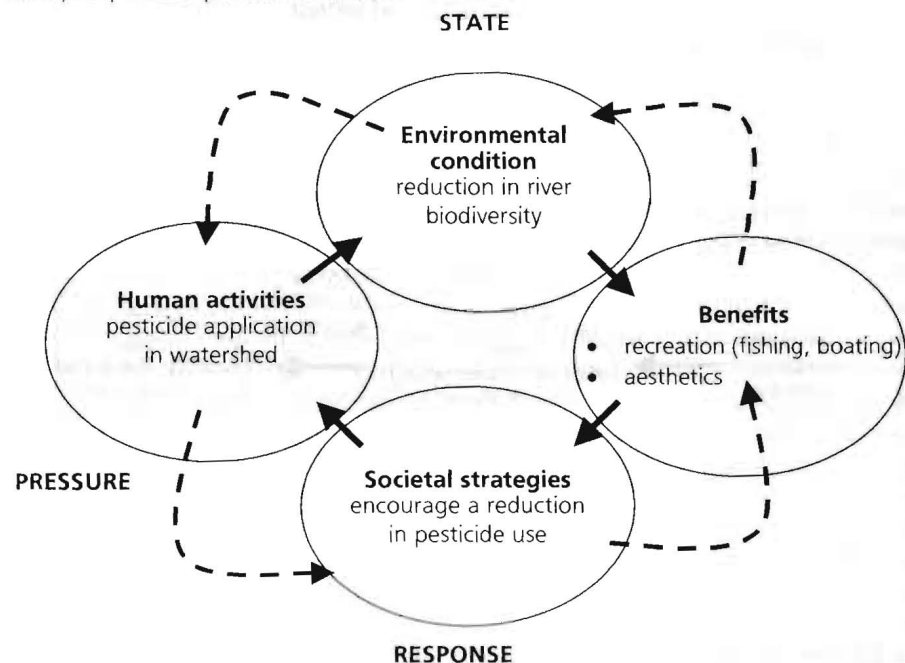 STATE
Environmental
condition
reduction in river
biodiversity
Human activities
pesticide application
in watershed
Benefits
• recreation (fishing, boating)
• aesthetics
PRESSURE
Societal strategies
encourage a reduction
in pesticide use
RESPONSE